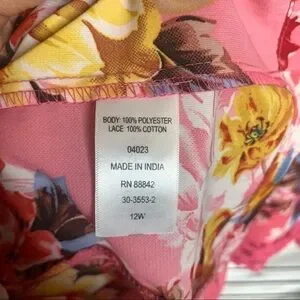 BODY: 100% POLYESTER
LACE: 100% COTTON
04023
MADE IN INDIA
RN 88842
30-3553-2
12W